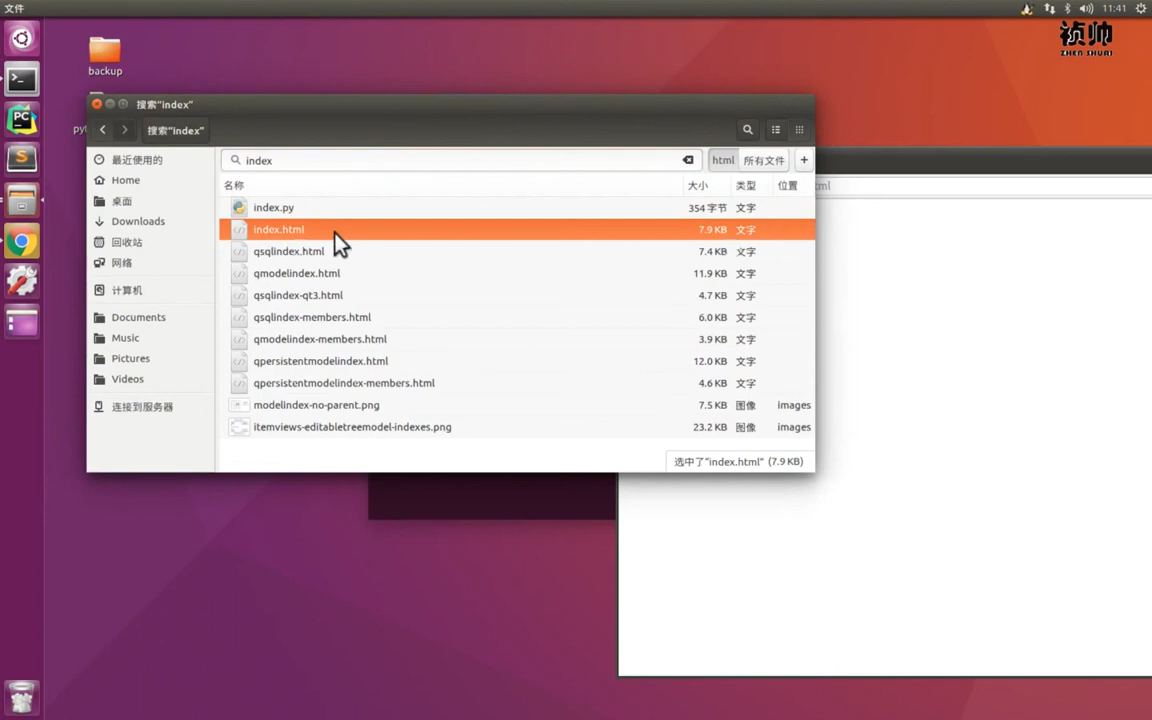 文件
11:41
祯帅
ZHEN SHUAI
backup
搜索"index"
搜索"index"
index
html
所有文件
+
名称
大小
类型
位置
最近使用的
Home
桌面
Downloads
回收站
网络
计算机
Documents
Music
Pictures
Videos
连接到服务器
index.py 354 字节 文字
index.html 7.9 KB 文字
qsqlindex.html 7.4 KB 文字
qmodelindex.html 11.9 KB 文字
qsqlindex-qt3.html 4.7 KB 文字
qsqlindex-members.html 6.0 KB 文字
qmodelindex-members.html 3.9 KB 文字
qpersistentmodelindex.html 12.0 KB 文字
qpersistentmodelindex-members.html 4.6 KB 文字
modelindex-no-parent.png 7.5 KB 图像 images
itemviews-editabletreemodel-indexes.png 23.2 KB 图像 images
选中了"index.html" (7.9 KB)
PC
S